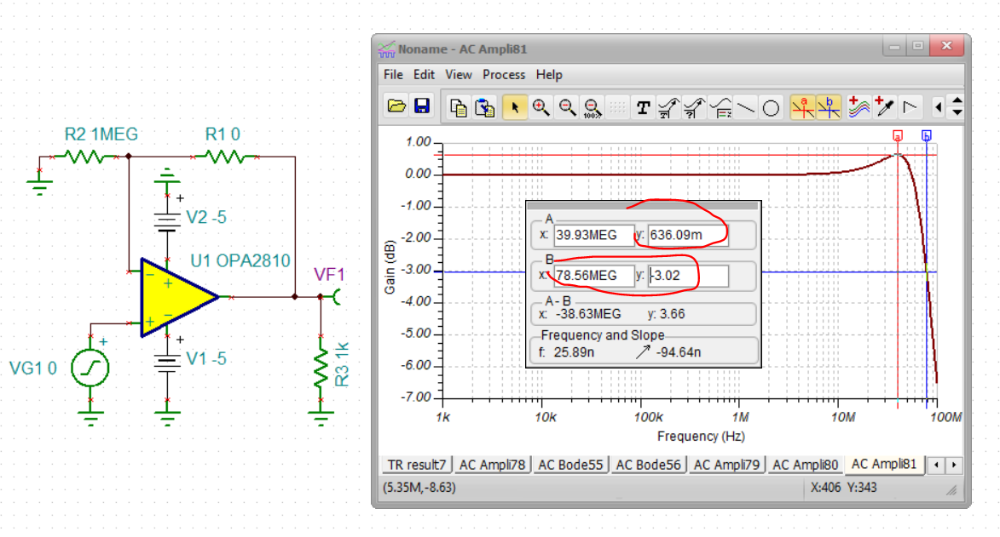 R2 1MEG
R1 0
+
V2 -5
U1 OPA2810
−
+
−
+
VF1
+
VG1 0
+
V1 -5
R3 1k
Noname - AC Ampli81
File Edit View Process Help
T
100%
a b
a b
1.00
0.00
-1.00
-2.00
-3.00
-4.00
-5.00
-6.00
-7.00
Gain (dB)
A
x: 39.93MEG y: 636.09m
B
x: 78.56MEG y: -3.02
A - B
x: -38.63MEG y: 3.66
Frequency and Slope
f: 25.89n -94.64n
1k 10k 100k 1M 10M 100M
Frequency (Hz)
TR result7 AC Ampli78 AC Bode55 AC Bode56 AC Ampli79 AC Ampli80 AC Ampli81
(5.35M,-8.63) X:406 Y:343